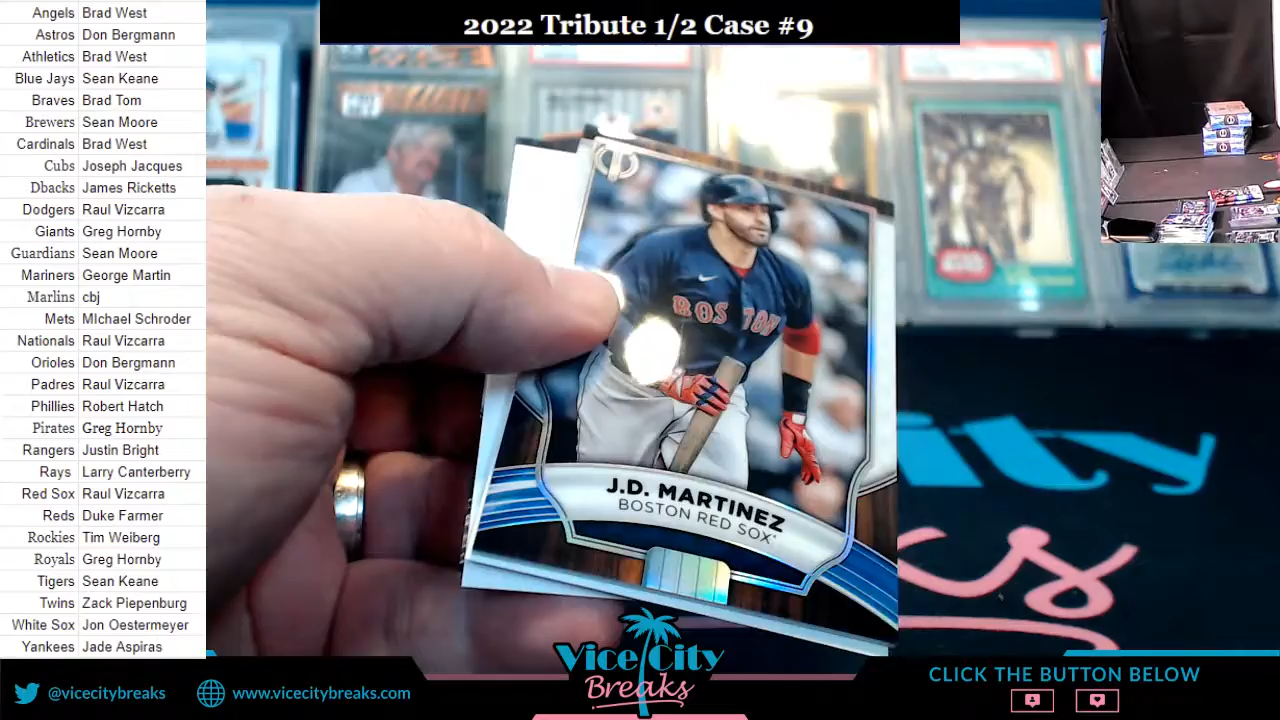 2022 Tribute 1/2 Case #9
Angels Brad West
Astros Don Bergmann
Athletics Brad West
Blue Jays Sean Keane
Braves Brad Tom
Brewers Sean Moore
Cardinals Brad West
Cubs Joseph Jacques
Dbacks James Ricketts
Dodgers Raul Vizcarra
Giants Greg Hornby
Guardians Sean Moore
Mariners George Martin
Marlins cbj
Mets MIchael Schroder
Nationals Raul Vizcarra
Orioles Don Bergmann
Padres Raul Vizcarra
Phillies Robert Hatch
Pirates Greg Hornby
Rangers Justin Bright
Rays Larry Canterberry
Red Sox Raul Vizcarra
Reds Duke Farmer
Rockies Tim Weiberg
Royals Greg Hornby
Tigers Sean Keane
Twins Zack Piepenburg
White Sox Jon Oestermeyer
Yankees Jade Aspiras
BOSTON
J.D. MARTINEZ
BOSTON RED SOX
Vice City
Breaks
@vicecitybreaks
www.vicecitybreaks.com
CLICK THE BUTTON BELOW